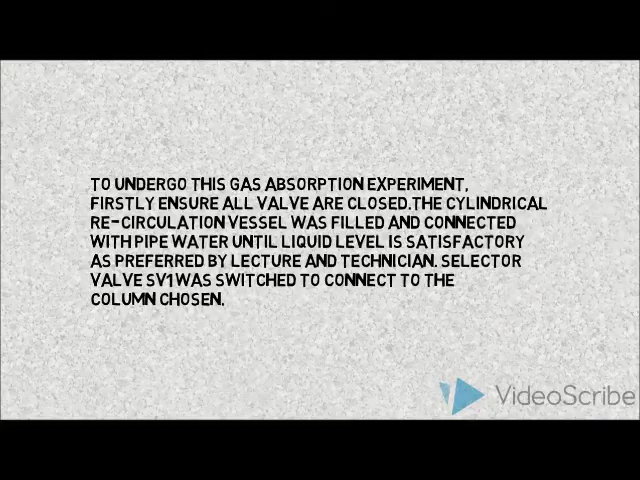 TO UNDERGO THIS GAS ABSORPTION EXPERIMENT,
FIRSTLY ENSURE ALL VALVE ARE CLOSED.THE CYLINDRICAL
RE-CIRCULATION VESSEL WAS FILLED AND CONNECTED
WITH PIPE WATER UNTIL LIQUID LEVEL IS SATISFACTORY
AS PREFERRED BY LECTURE AND TECHNICIAN. SELECTOR
VALVE SV1 WAS SWITCHED TO CONNECT TO THE
COLUMN CHOSEN.
VideoScribe